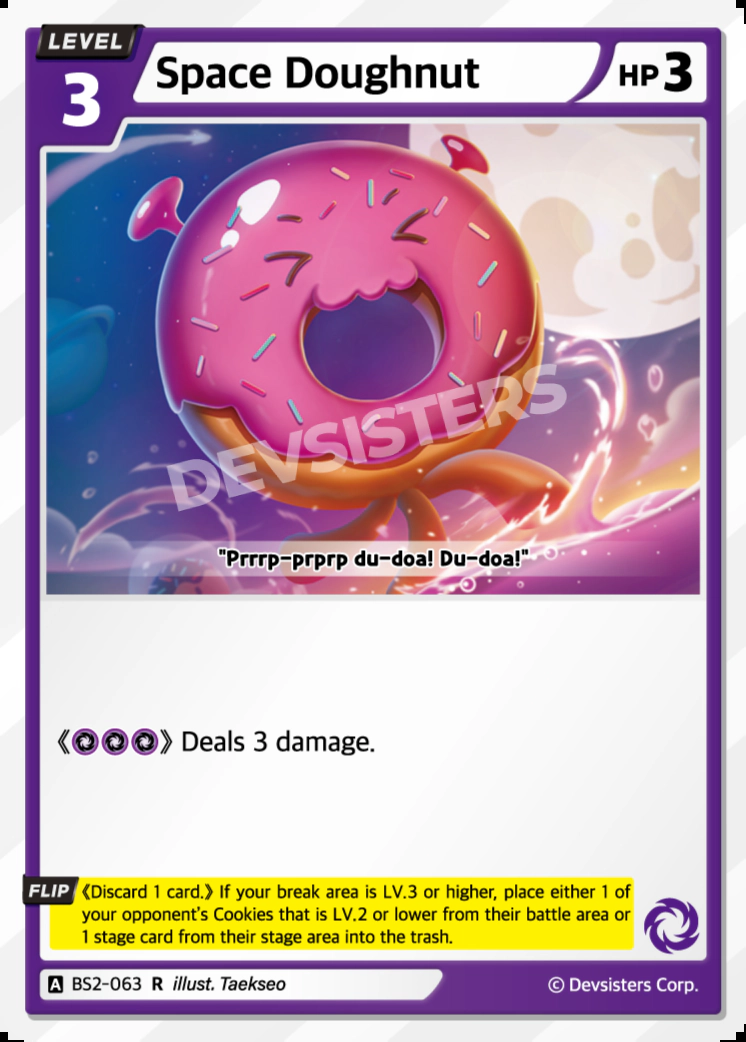 LEVEL
3
Space Doughnut
HP 3
DEVSISTERS
"Prrrp-prprp du-doa! Du-doa!"
《》 Deals 3 damage.
FLIP 《Discard 1 card.》 If your break area is LV.3 or higher, place either 1 of
your opponent's Cookies that is LV.2 or lower from their battle area or
1 stage card from their stage area into the trash.
A BS2-063 R illust. Taekseo
© Devsisters Corp.